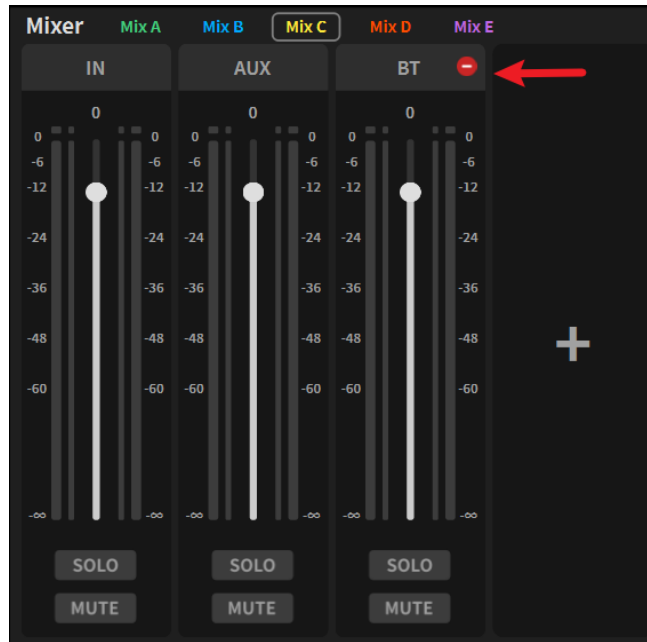 Mixer Mix A Mix B Mix C Mix D Mix E
IN AUX BT
0 0 0
0 0 0 0 0 0
-6 -6 -6 -6 -6 -6
-12 -12 -12 -12 -12 -12
-24 -24 -24 -24 -24 -24
-36 -36 -36 -36 -36 -36
-48 -48 -48 -48 -48 -48
-60 -60 -60 -60 -60 -60
-∞ -∞ -∞ -∞ -∞ -∞
SOLO SOLO SOLO
MUTE MUTE MUTE